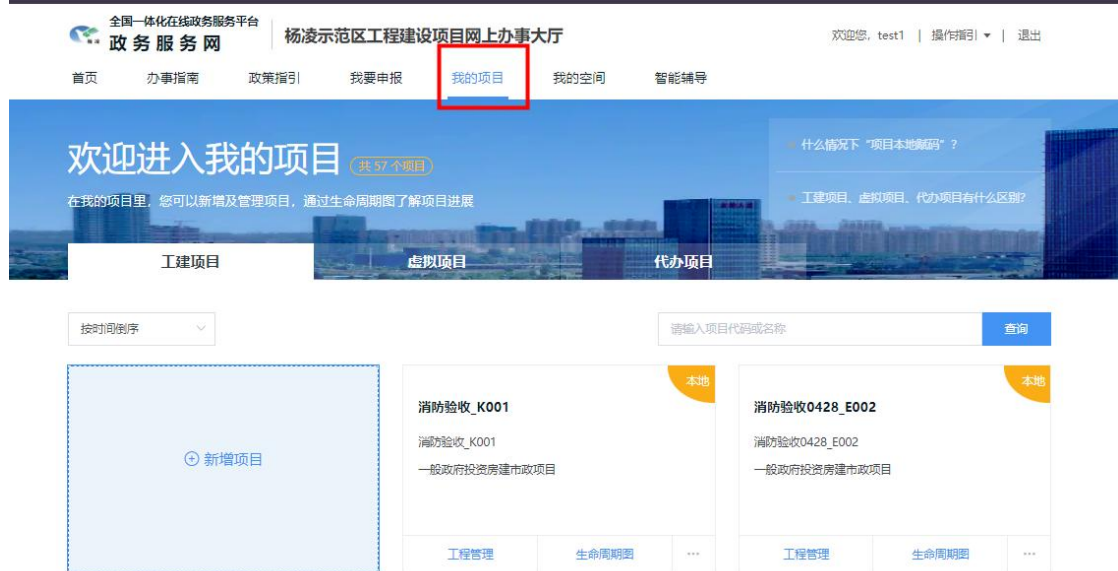 全国一体化在线政务服务平台
政务服务网
杨凌示范区工程建设项目网上办事大厅
欢迎您, test1 | 操作指引 ▼ | 退出
首页 办事指南 政策指引 我要申报 我的项目 我的空间 智能辅导
欢迎进入我的项目 共 57 个项目
在我的项目里, 您可以新增及管理项目, 通过生命周期图了解项目进展
什么情况下“项目本地赋码”?
工建项目、虚拟项目、代办项目有什么区别?
工建项目 虚拟项目 代办项目
按时间倒序
请输入项目代码或名称 查询
新增项目
本地
消防验收_K001
消防验收_K001
一般政府投资房建市政项目
工程管理 生命周期图 ···
本地
消防验收0428_E002
消防验收0428_E002
一般政府投资房建市政项目
工程管理 生命周期图 ···